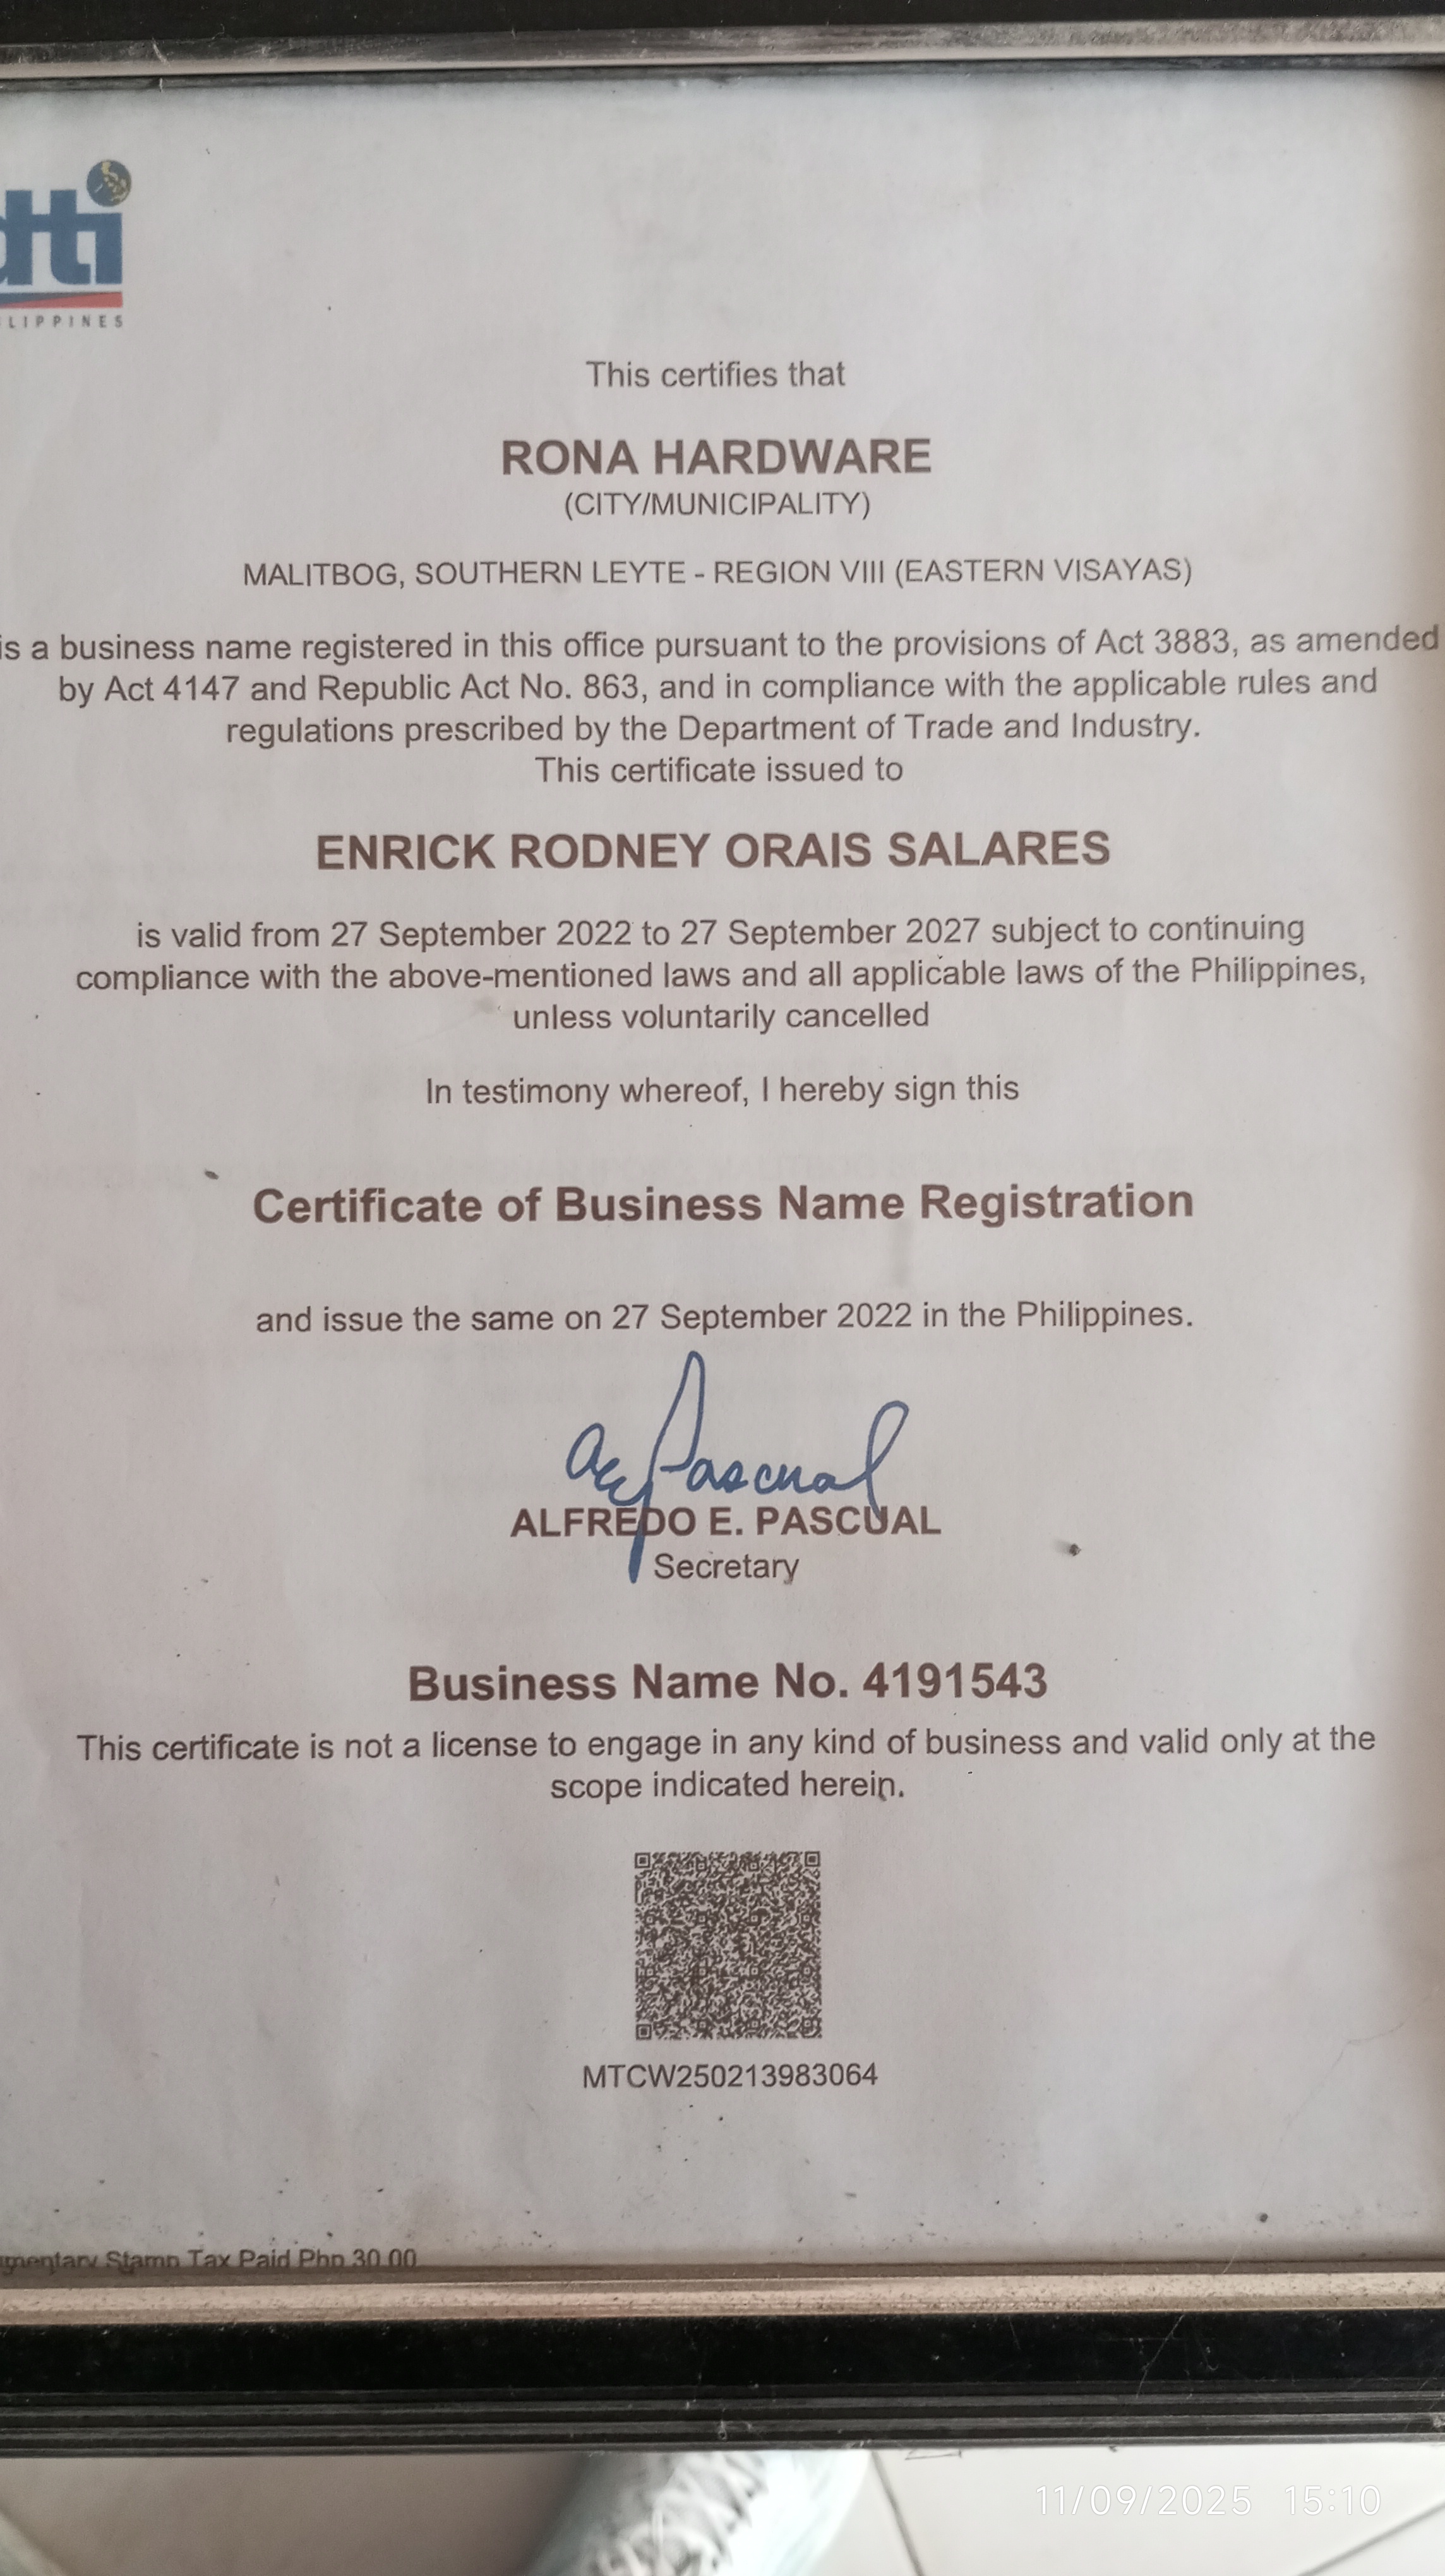 dti
LIPPINES
This certifies that
RONA HARDWARE
(CITY/MUNICIPALITY)
MALITBOG, SOUTHERN LEYTE - REGION VIII (EASTERN VISAYAS)
is a business name registered in this office pursuant to the provisions of Act 3883, as amended
by Act 4147 and Republic Act No. 863, and in compliance with the applicable rules and
regulations prescribed by the Department of Trade and Industry.
This certificate issued to
ENRICK RODNEY ORAIS SALARES
is valid from 27 September 2022 to 27 September 2027 subject to continuing
compliance with the above-mentioned laws and all applicable laws of the Philippines,
unless voluntarily cancelled
In testimony whereof, I hereby sign this
Certificate of Business Name Registration
and issue the same on 27 September 2022 in the Philippines.
ae Pascual
ALFREDO E. PASCUAL
Secretary
Business Name No. 4191543
This certificate is not a license to engage in any kind of business and valid only at the
scope indicated herein.
MTCW250213983064
mentary Stamp Tax Paid Php 30.00
11/09/2025 15:10